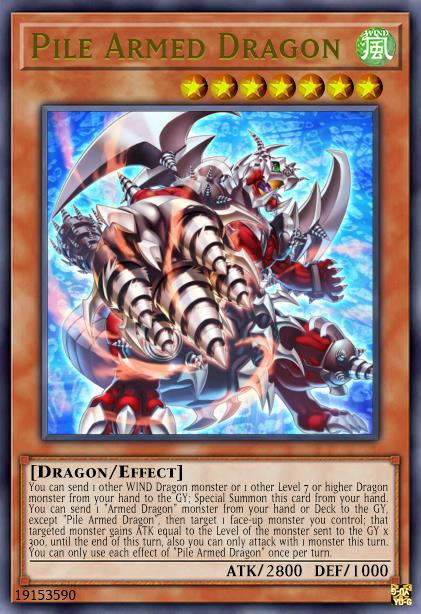 Pile Armed Dragon
WIND
風
[Dragon/Effect]
You can send 1 other WIND Dragon monster or 1 other Level 7 or higher Dragon
monster from your hand to the GY; Special Summon this card from your hand.
You can send 1 "Armed Dragon" monster from your hand or Deck to the GY,
except "Pile Armed Dragon", then target 1 face-up monster you control; that
targeted monster gains ATK equal to the Level of the monster sent to the GY x
300, until the end of this turn, also you can only attack with 1 monster this turn.
You can only use each effect of "Pile Armed Dragon" once per turn.
ATK/2800 DEF/1000
19153590